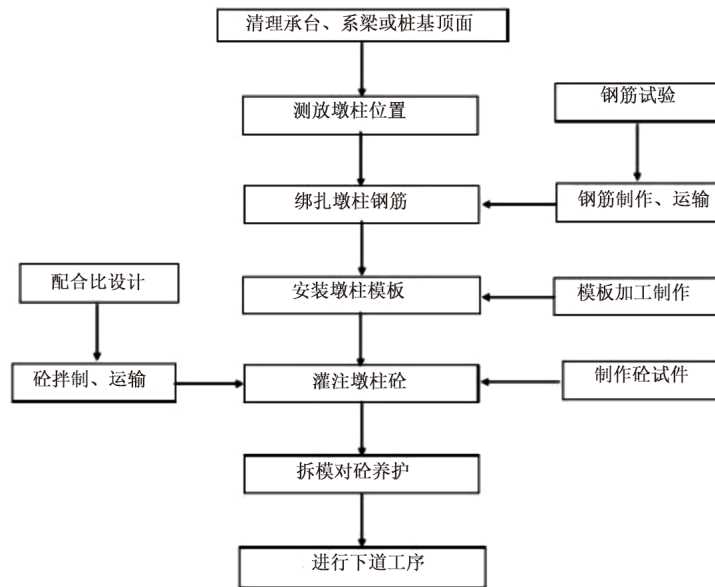 清理承台、系梁或桩基顶面
测放墩柱位置
钢筋试验
绑扎墩柱钢筋
钢筋制作、运输
配合比设计
安装墩柱模板
模板加工制作
砼拌制、运输
灌注墩柱砼
制作砼试件
拆模对砼养护
进行下道工序